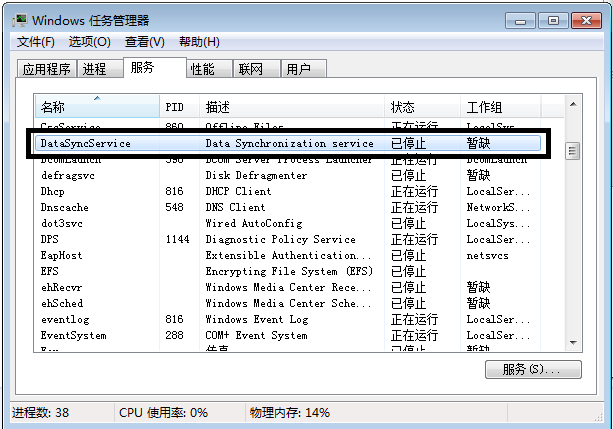 Windows 任务管理器
文件(F) 选项(O) 查看(V) 帮助(H)
应用程序 进程 服务 性能 联网 用户
名称 PID 描述 状态 工作组
CscService 860 Offline Files 正在运行 LocalSys...
DataSyncService Data Synchronization service 已停止 暂缺
DcomLaunch 596 DCOM Server Process Launcher 正在运行 DcomLaunch
defragsvc Disk Defragmenter 已停止
Dhcp 816 DHCP Client 正在运行 LocalSer...
Dnscache 548 DNS Client 正在运行 NetworkS...
dot3svc Wired AutoConfig 已停止 LocalSys...
DPS 1144 Diagnostic Policy Service 正在运行 LocalSer...
EapHost Extensible Authentication... 已停止 netsvcs
EFS Encrypting File System (EFS) 已停止
ehRecvr Windows Media Center Rece... 已停止 暂缺
ehSched Windows Media Center Sche... 已停止 暂缺
eventlog 816 Windows Event Log 正在运行 LocalSer...
EventSystem 288 COM+ Event System 正在运行 LocalSer...
Fax 传真 已停止 暂缺
服务(S)...
进程数: 38 CPU 使用率: 0% 物理内存: 14%